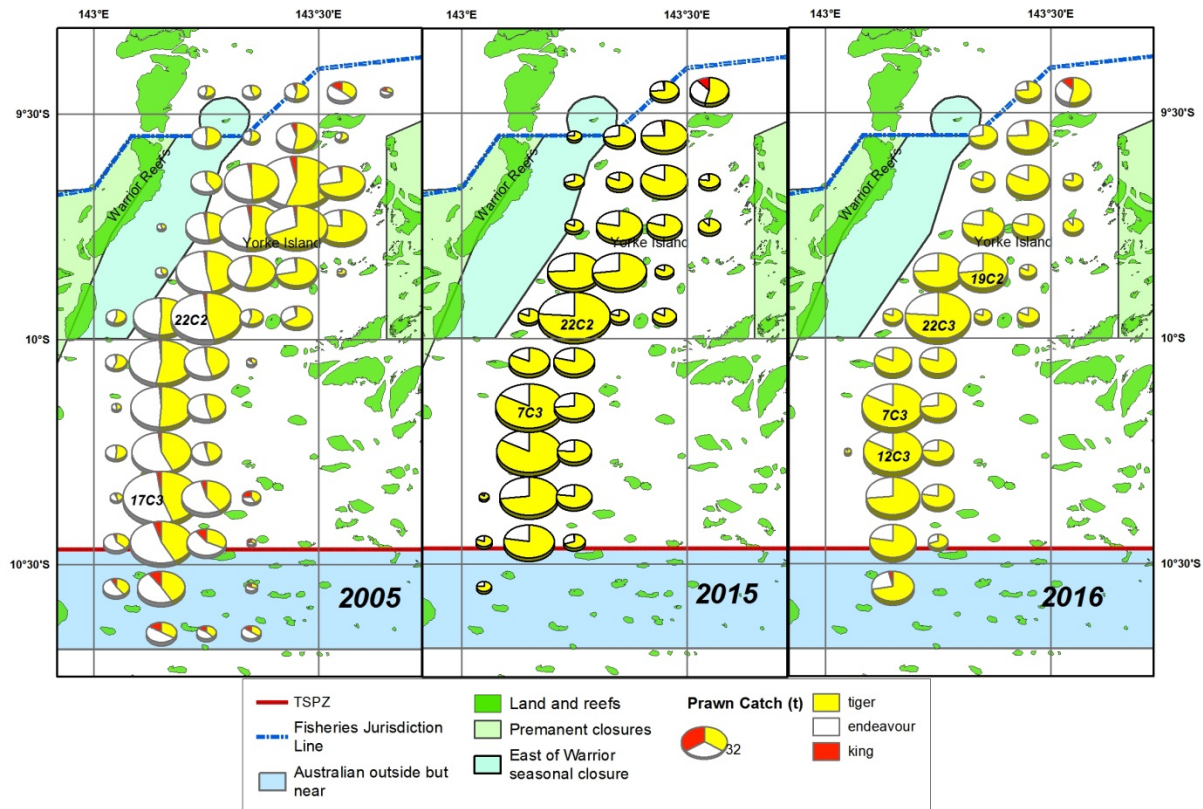 143°E 143°30'E 143°E 143°30'E 143°E 143°30'E
9°30'S
9°30'S
10°S
10°S
10°30'S
10°30'S
Warrior Reefs
Yorke Island
22C2
17C3
2005
Warrior Reefs
Yorke Island
22C2
7C3
2015
Warrior Reefs
Yorke Island
19C2
22C3
7C3
12C3
2016
TSPZ
Fisheries Jurisdiction
Line
Australian outside but
near
Land and reefs
Premanent closures
East of Warrior
seasonal closure
Prawn Catch (t)
32
tiger
endeavour
king